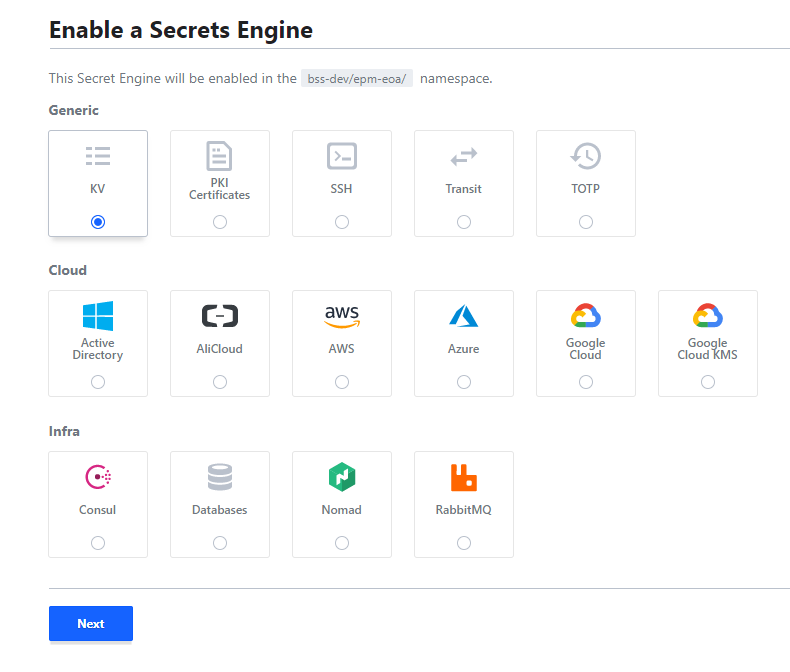 Enable a Secrets Engine
This Secret Engine will be enabled in the bss-dev/epm-eoa/ namespace.
Generic
KV
PKI
Certificates
SSH
Transit
TOTP
Cloud
Active
Directory
AliCloud
aws
AWS
Azure
Google
Cloud
Google
Cloud KMS
Infra
Consul
Databases
Nomad
RabbitMQ
Next